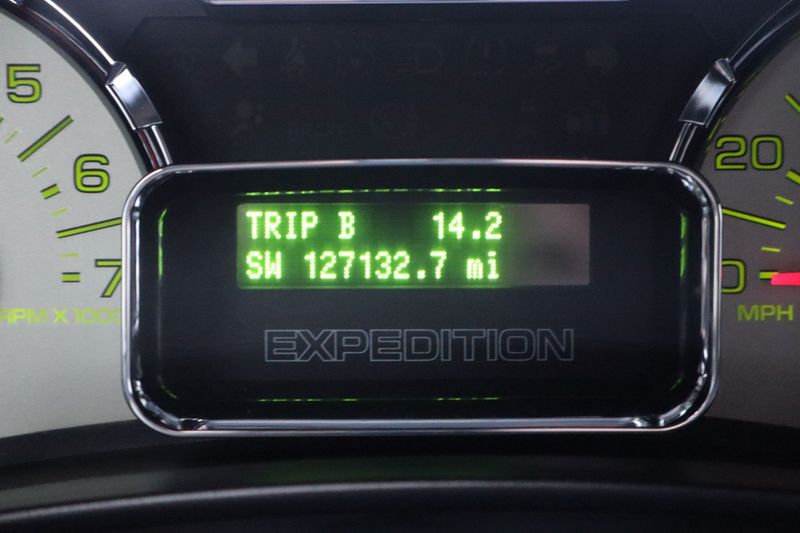 5
6
7
RPM X 1000
TRIP B 14.2
SW 127132.7 mi
EXPEDITION
20
0
MPH